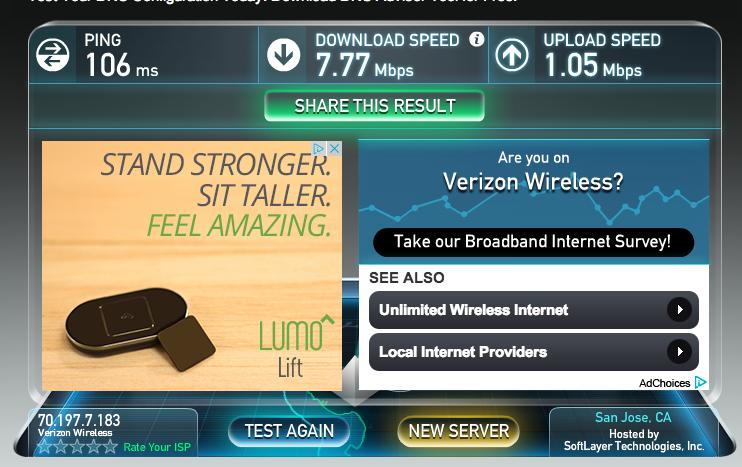 PING
106 ms
DOWNLOAD SPEED i
7.77 Mbps
UPLOAD SPEED
1.05 Mbps
SHARE THIS RESULT
STAND STRONGER.
SIT TALLER.
FEEL AMAZING.
LUMO
Lift
Are you on
Verizon Wireless?
Take our Broadband Internet Survey!
SEE ALSO
Unlimited Wireless Internet
Local Internet Providers
AdChoices
70.197.7.183
Verizon Wireless
Rate Your ISP
TEST AGAIN
NEW SERVER
San Jose, CA
Hosted by
SoftLayer Technologies, Inc.